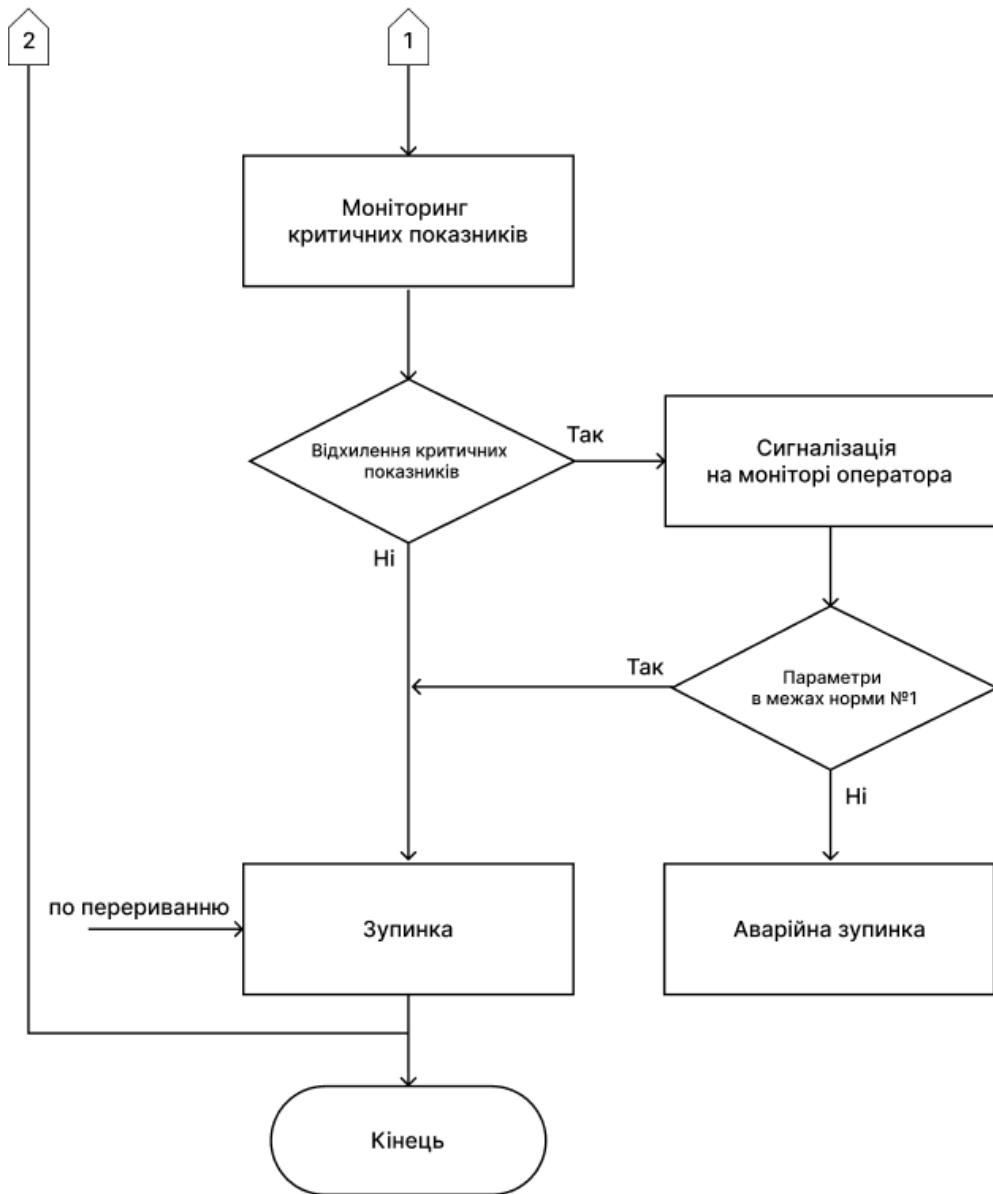 2
1
Моніторинг
критичних показників
Відхилення критичних
показників
Так
Сигналізація
на моніторі оператора
Ні
Так
Параметри
в межах норми №1
Ні
по перериванню
Зупинка
Аварійна зупинка
Кінець